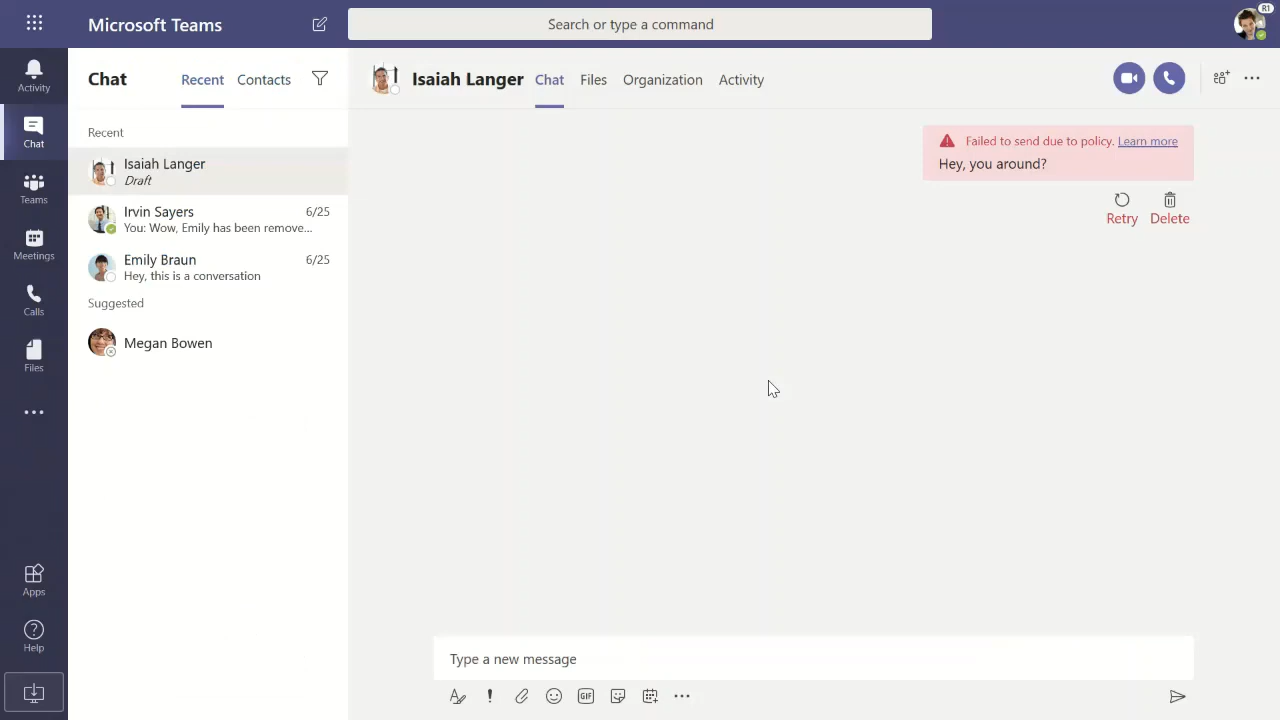 Microsoft Teams
Search or type a command
R1
Activity
Chat
Teams
Meetings
Calls
Files
Apps
Help
Chat
Recent
Contacts
Recent
Isaiah Langer
Draft
Irvin Sayers 6/25
You: Wow, Emily has been remove...
Emily Braun 6/25
Hey, this is a conversation
Suggested
Megan Bowen
Isaiah Langer Chat Files Organization Activity
Failed to send due to policy. Learn more
Hey, you around?
Retry Delete
Type a new message
GIF